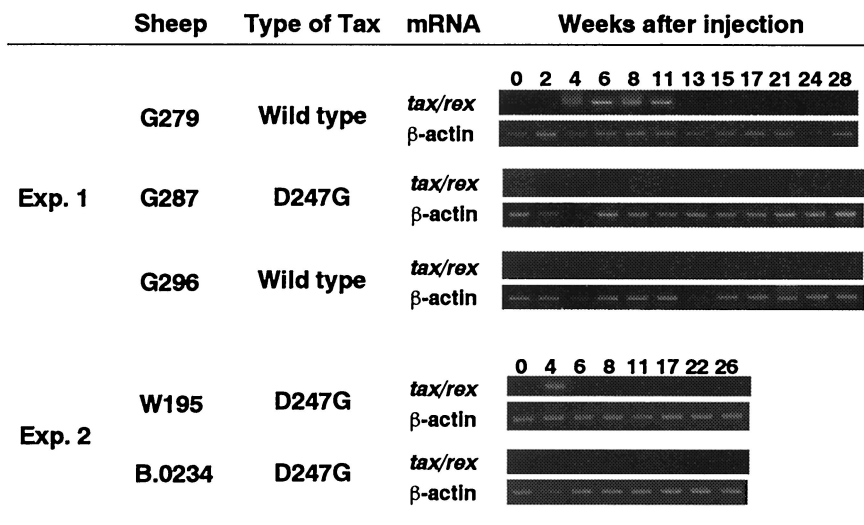 Sheep Type of Tax mRNA Weeks after injection
0 2 4 6 8 11 13 15 17 21 24 28
tax/rex
G279 Wild type
β-actin
tax/rex
Exp. 1 G287 D247G
β-actin
tax/rex
G296 Wild type
β-actin
0 4 6 8 11 17 22 26
tax/rex
W195 D247G
β-actin
Exp. 2
tax/rex
B.0234 D247G
β-actin